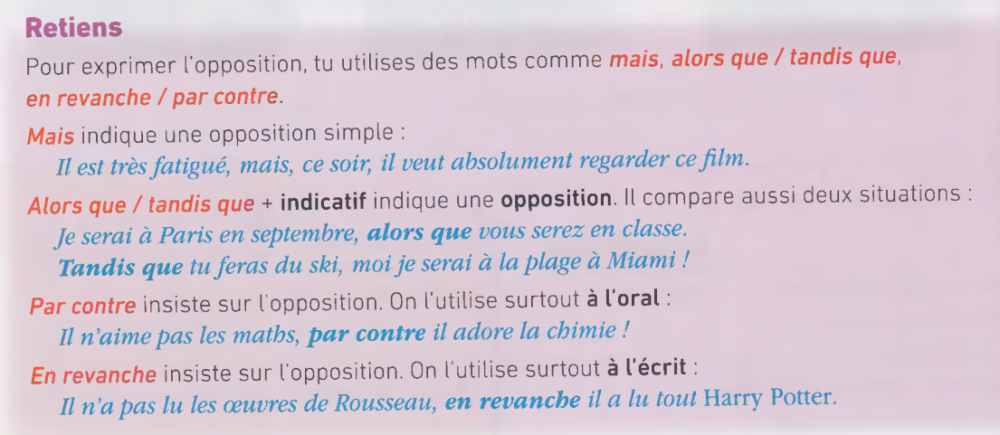 Retiens
Pour exprimer l'opposition, tu utilises des mots comme mais, alors que / tandis que,
en revanche / par contre.
Mais indique une opposition simple :
Il est très fatigué, mais, ce soir, il veut absolument regarder ce film.
Alors que / tandis que + indicatif indique une opposition. Il compare aussi deux situations :
Je serai à Paris en septembre, alors que vous serez en classe.
Tandis que tu feras du ski, moi je serai à la plage à Miami !
Par contre insiste sur l'opposition. On l'utilise surtout à l'oral :
Il n'aime pas les maths, par contre il adore la chimie !
En revanche insiste sur l'opposition. On l'utilise surtout à l'écrit :
Il n'a pas lu les œuvres de Rousseau, en revanche il a lu tout Harry Potter.